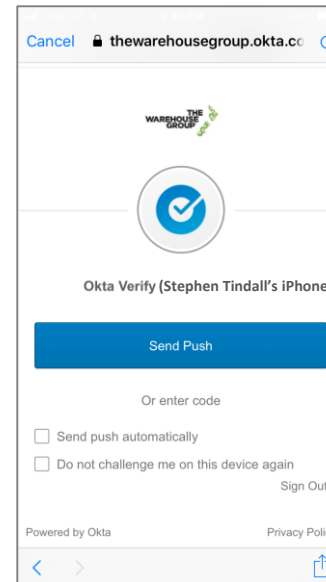 Cancel thewarehousegroup.okta.co
THE
WAREHOUSE
GROUP
Okta Verify (Stephen Tindall's iPhone
Send Push
Or enter code
Send push automatically
Do not challenge me on this device again
Sign Out
Powered by Okta Privacy Poli